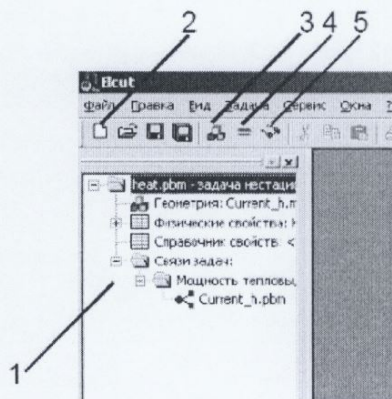 2 3 4 5
Elcut
Файл Правка Вид Задача Сервис Окна
heat.pbm - задача нестаци
Геометрия: Current_h.m
Физические свойства: h
Справочник свойств: <
Связи задач:
Мощность тепловы
Current_h.pbm
1